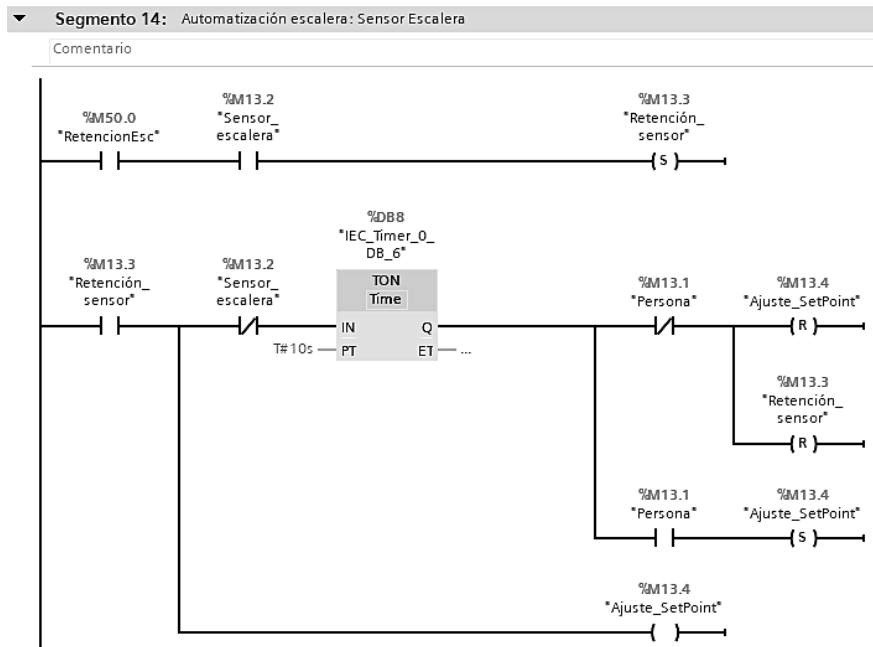 Segmento 14: Automatización escalera: Sensor Escalera
Comentario
%M50.0
"RetencionEsc"
%M13.2
"Sensor_
escalera"
%M13.3
"Retención_
sensor"
S
%DB8
"IEC_Timer_0_
DB_6"
%M13.3
"Retención_
sensor"
%M13.2
"Sensor_
escalera"
TON
Time
IN
Q
T#10s
PT
ET
...
%M13.1
"Persona"
%M13.4
"Ajuste_SetPoint"
R
%M13.3
"Retención_
sensor"
R
%M13.1
"Persona"
%M13.4
"Ajuste_SetPoint"
S
%M13.4
"Ajuste_SetPoint"